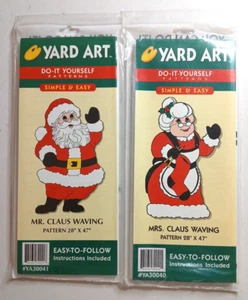 YARD ART
DO-IT-YOURSELF
PATTERNS
SIMPLE & EASY
MR. CLAUS WAVING
PATTERN 28" X 47"
EASY-TO-FOLLOW
Instructions Included
#YA30041
YARD ART
DO-IT-YOURSELF
PATTERNS
SIMPLE & EASY
MRS. CLAUS WAVING
PATTERN 28" X 47"
EASY-TO-FOLLOW
Instructions Included
#YA30040